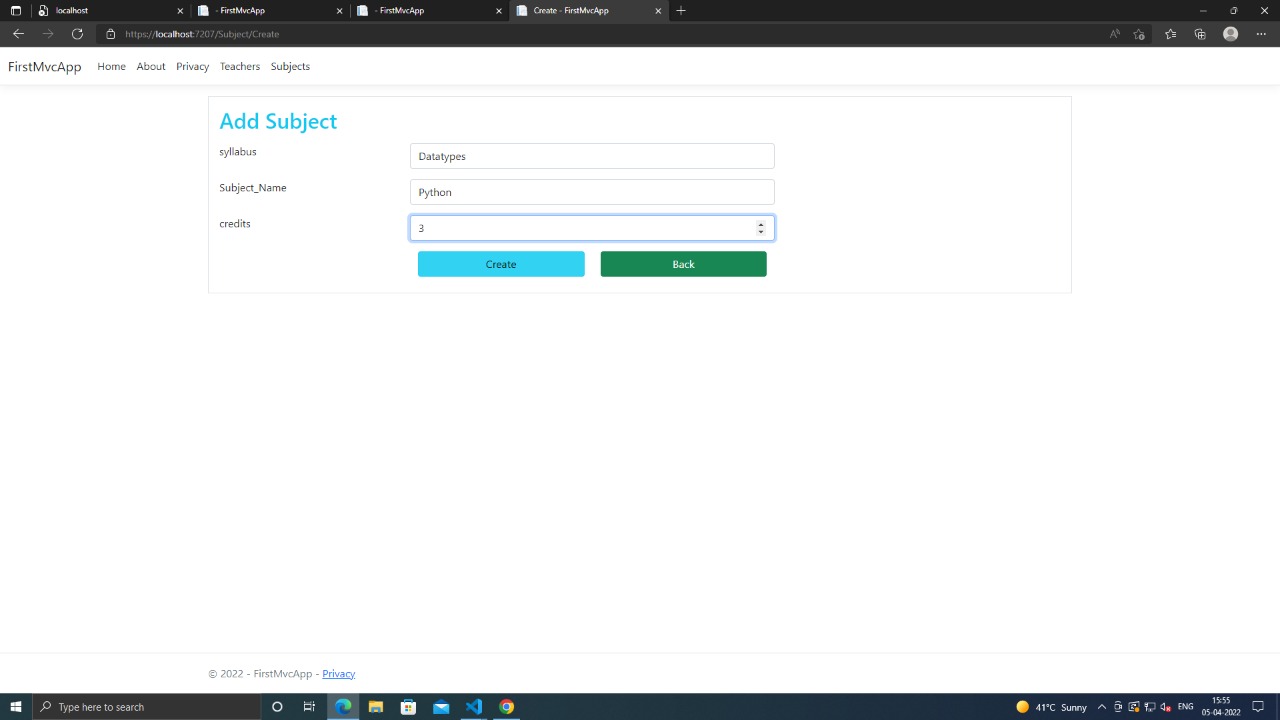 localhost
- FirstMvcApp
- FirstMvcApp
Create - FirstMvcApp
https://localhost:7207/Subject/Create
FirstMvcApp Home About Privacy Teachers Subjects
Add Subject
syllabus Datatypes
Subject_Name Python
credits 3
Create Back
© 2022 - FirstMvcApp - Privacy
Type here to search
41°C Sunny
ENG
15:55
05-04-2022